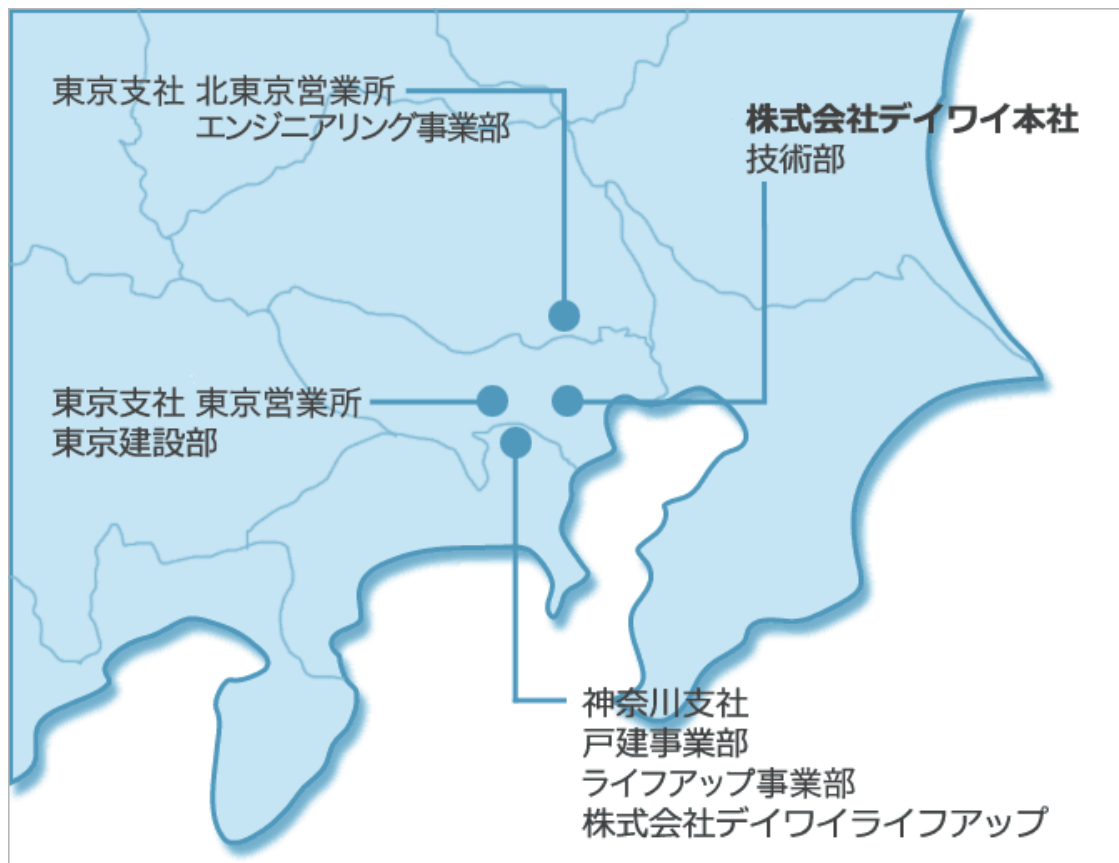 東京支社 北東京営業所
エンジニアリング事業部
株式会社デイワイ本社
技術部
東京支社 東京営業所
東京建設部
神奈川支社
戸建事業部
ライフアップ事業部
株式会社デイワイライフアップ